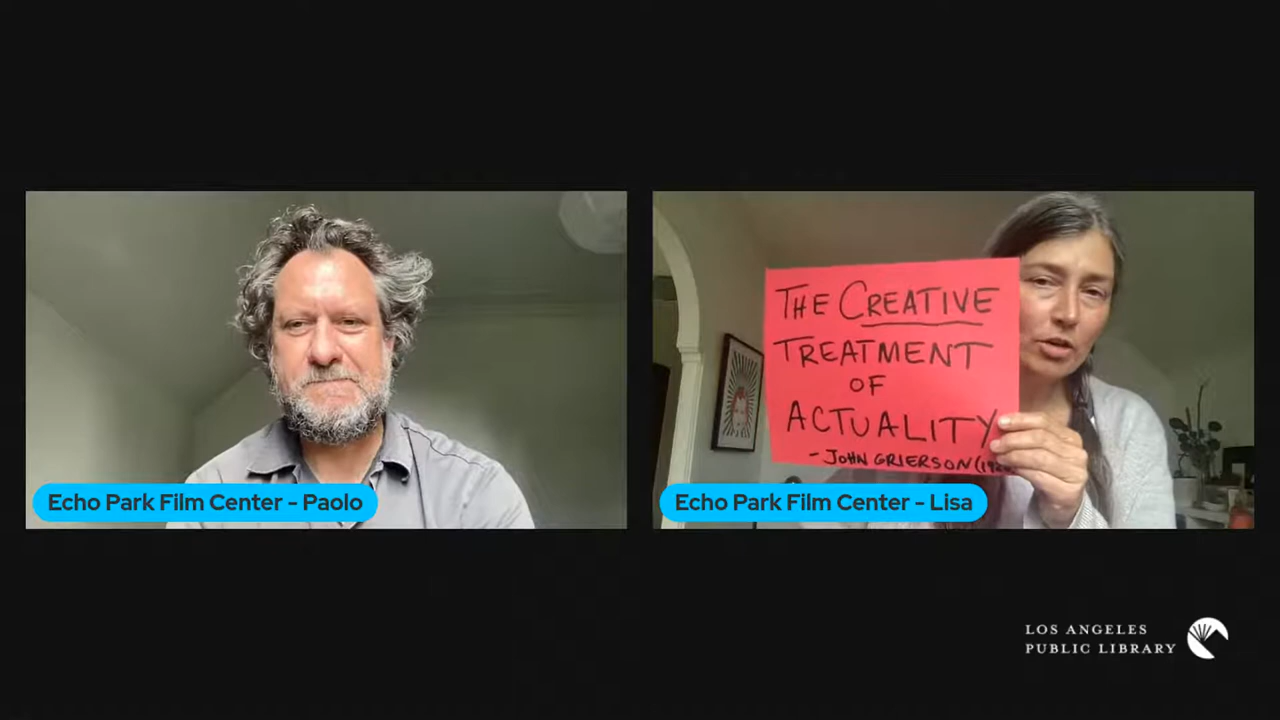 THE CREATIVE
TREATMENT
OF
ACTUALITY
- JOHN GRIERSON
Echo Park Film Center - Paolo
Echo Park Film Center - Lisa
LOS ANGELES
PUBLIC LIBRARY